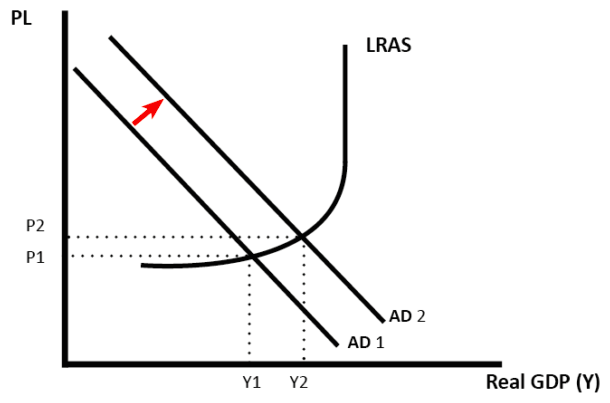 PL
LRAS
P2
P1
AD 2
AD 1
Y1
Y2
Real GDP (Y)